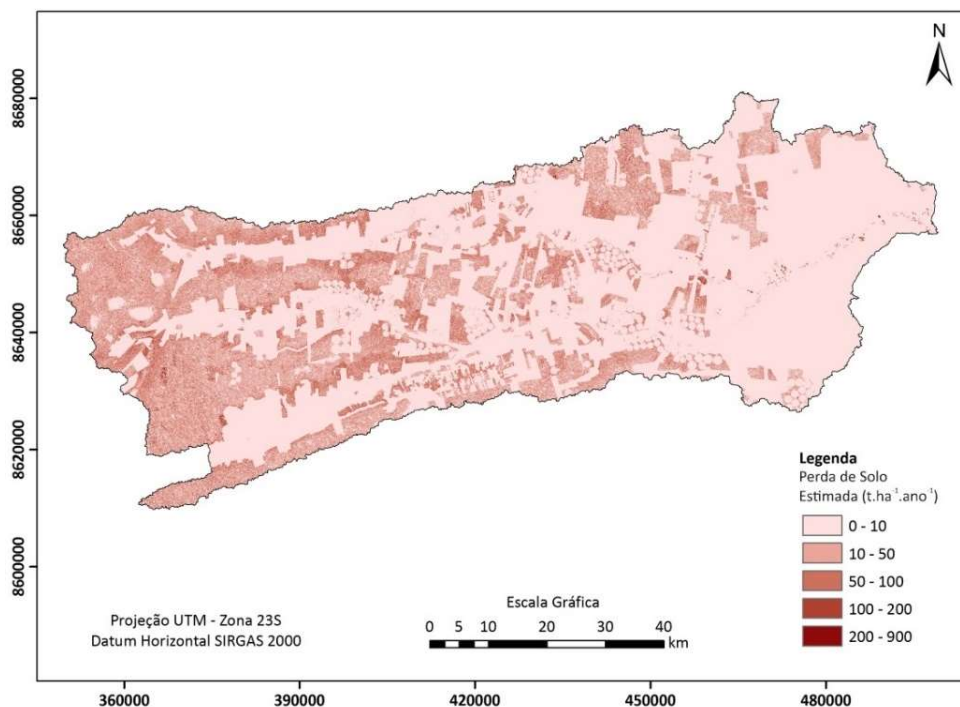 N
8680000
8660000
8640000
8620000
8600000
Legenda
Perda de Solo
Estimada (t.ha⁻¹.ano⁻¹)
0 - 10
10 - 50
50 - 100
100 - 200
200 - 900
Projeção UTM - Zona 23S
Datum Horizontal SIRGAS 2000
Escala Gráfica
0 5 10 20 30 40
km
360000 390000 420000 450000 480000